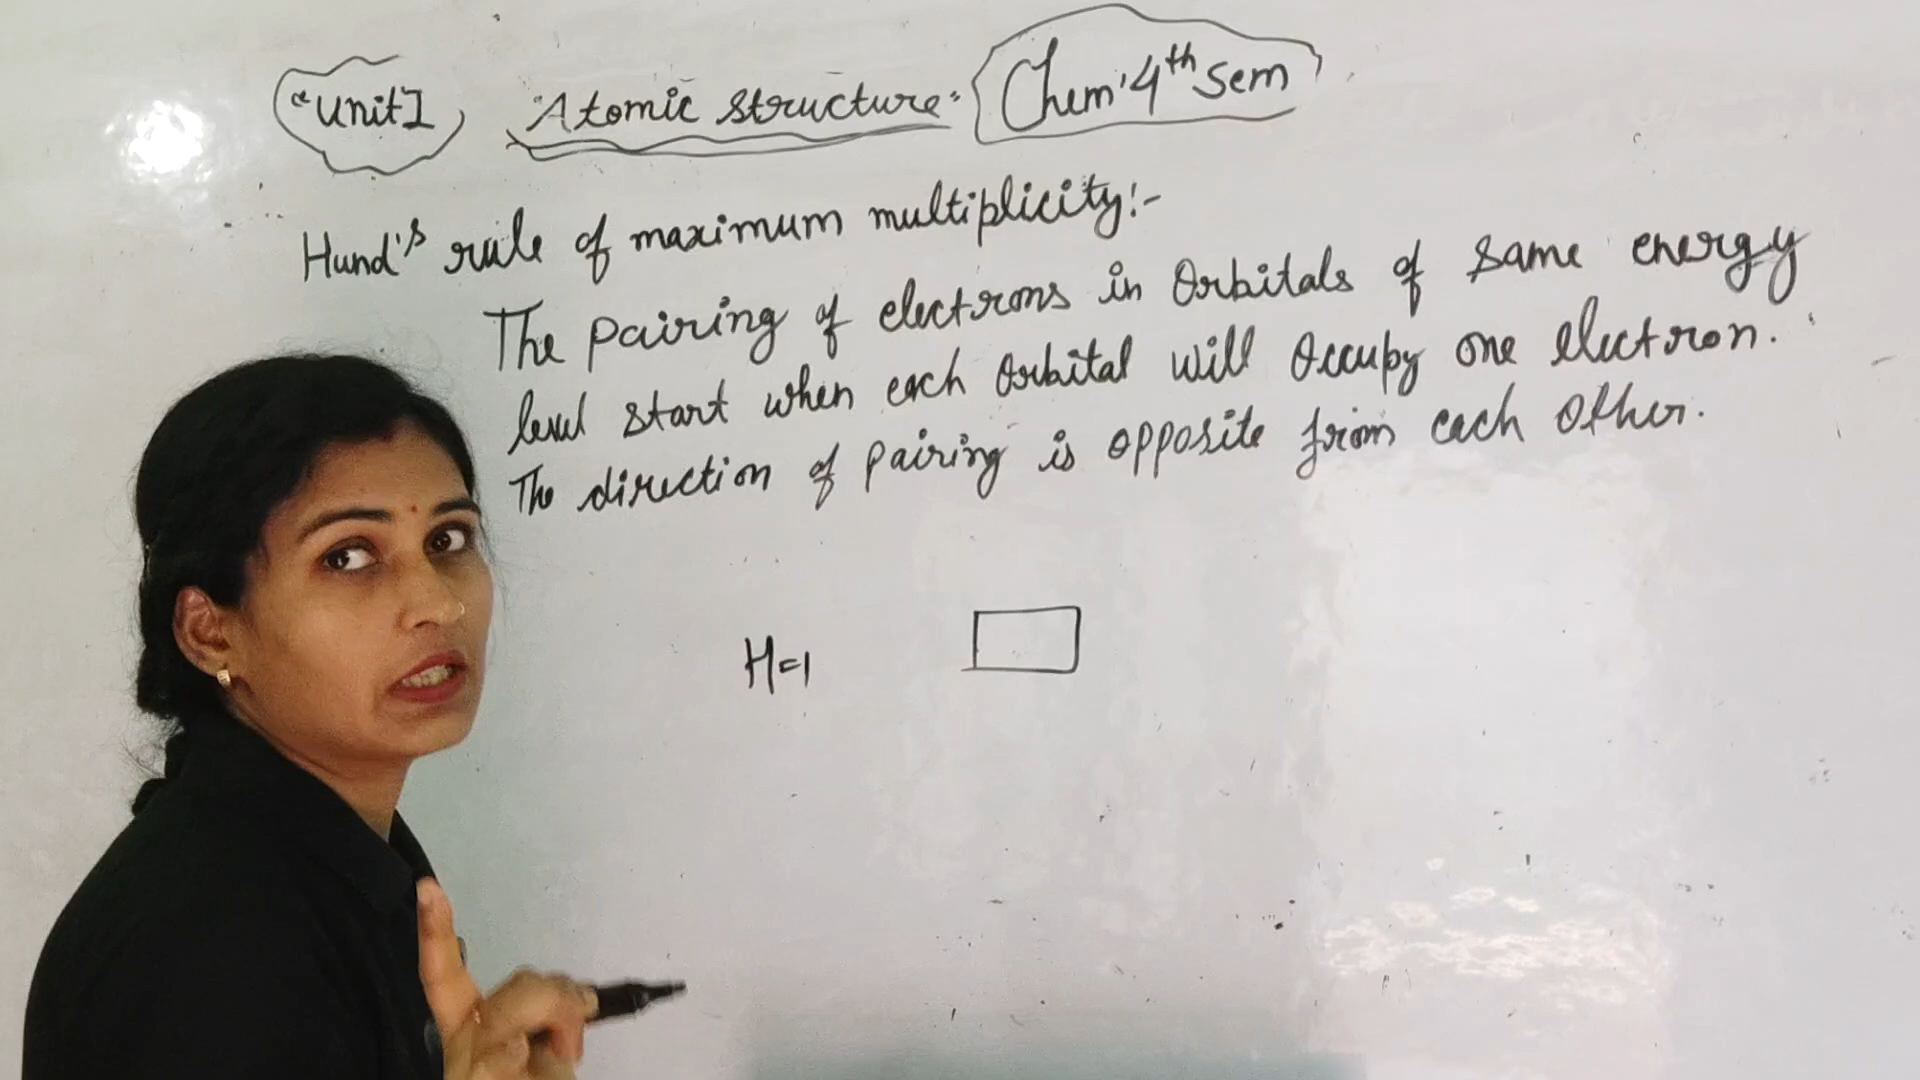 "Unit I Atomic Structure" Chem 4th Sem
Hund's rule of maximum multiplicity:-
The pairing of electrons in Orbitals of same energy
level start when each Orbital will Occupy one electron.
The direction of pairing is opposite from each other.
H=1